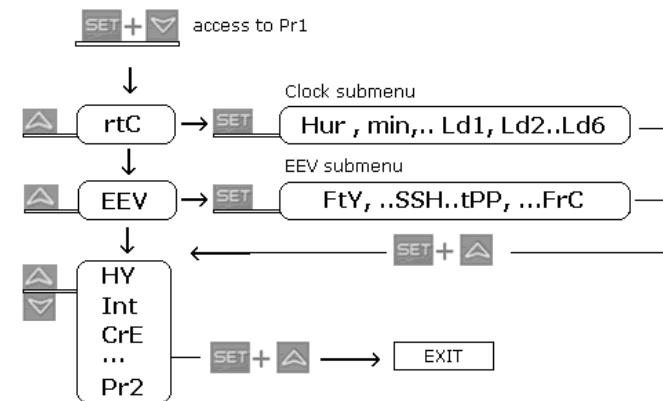 SET + access to Pr1
Clock submenu
rtC SET Hur , min,.. Ld1, Ld2..Ld6
EEV submenu
EEV SET FtY, ..SSH..tPP, ...FrC
SET +
HY
Int
CrE
...
Pr2
SET + EXIT